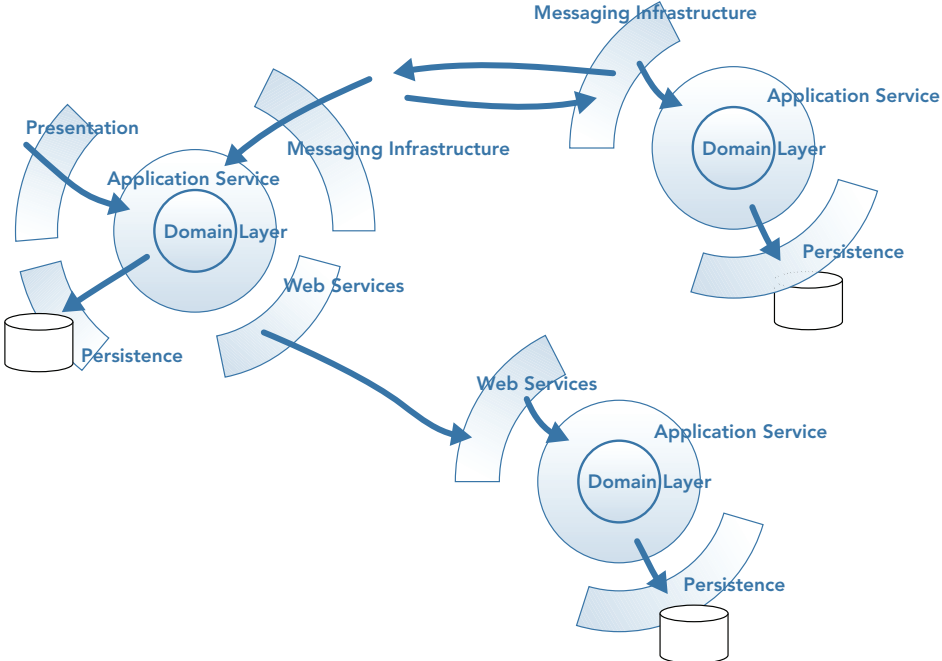 Messaging Infrastructure
Application Service
Domain Layer
Persistence
Presentation
Messaging Infrastructure
Application Service
Domain Layer
Web Services
Persistence
Web Services
Application Service
Domain Layer
Persistence